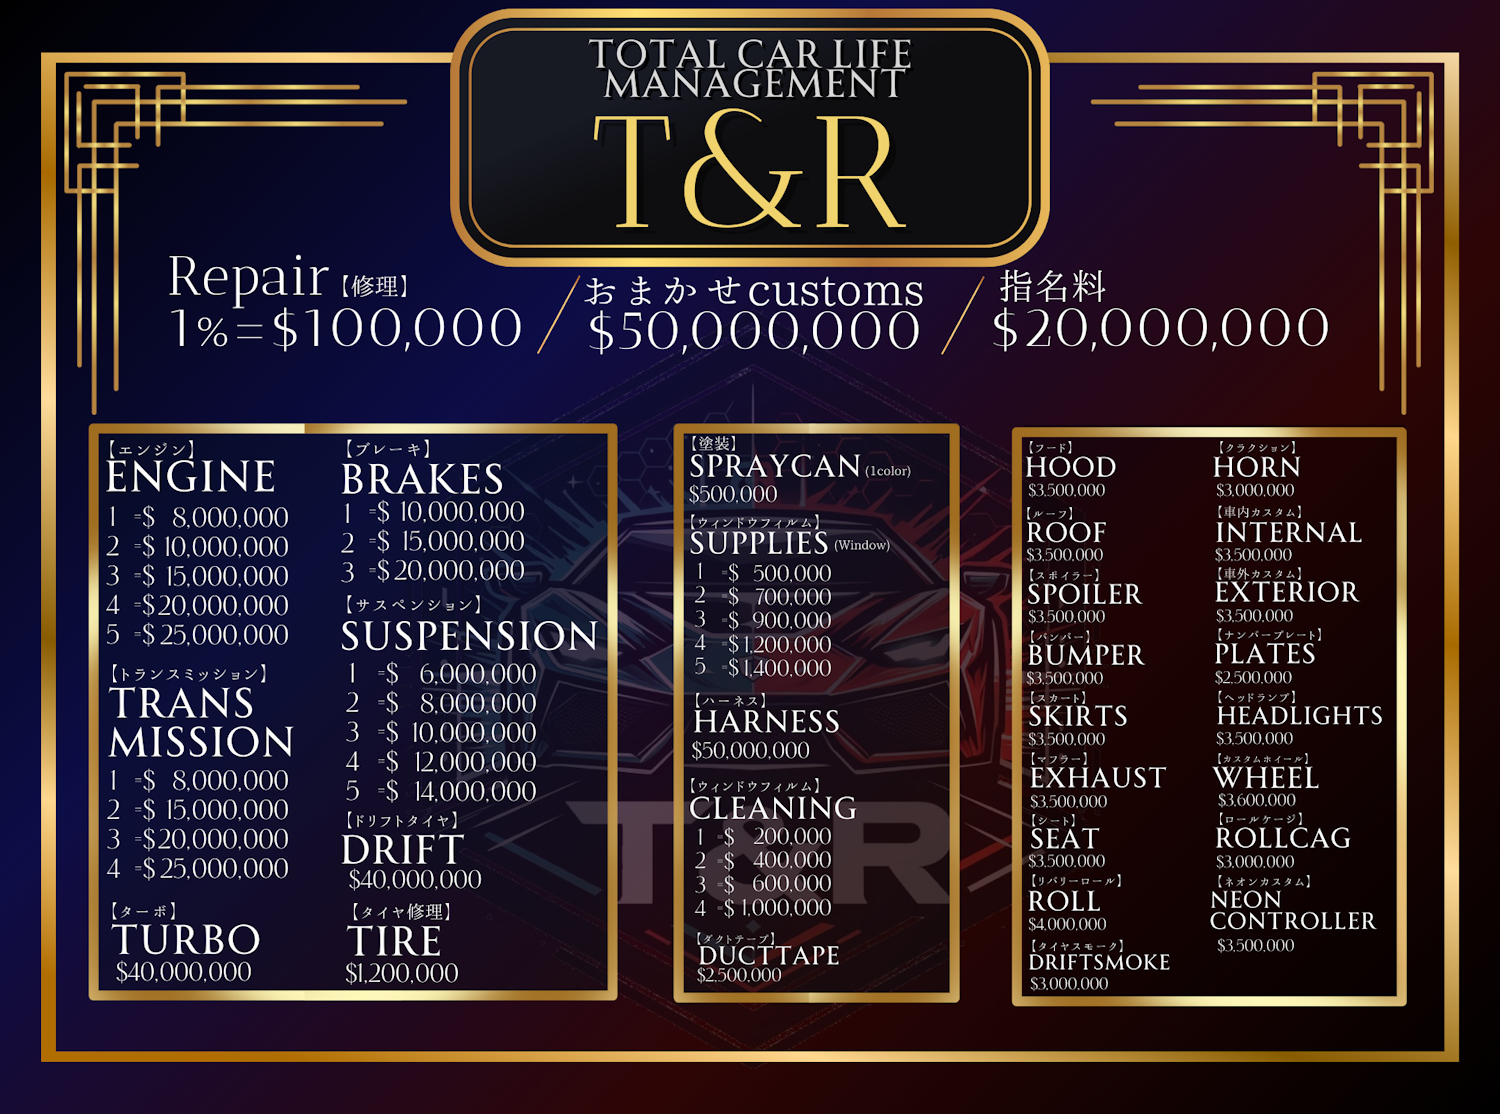 TOTAL CAR LIFE
MANAGEMENT
T&R
Repair【修理】
1%=$100,000
おまかせcustoms
$50,000,000
指名料
$20,000,000
【エンジン】
ENGINE
1 =$ 8,000,000
2 =$ 10,000,000
3 =$ 15,000,000
4 =$20,000,000
5 =$25,000,000
【トランスミッション】
TRANS
MISSION
1 =$ 8,000,000
2 =$ 15,000,000
3 =$20,000,000
4 =$25,000,000
【ターボ】
TURBO
$40,000,000
【ブレーキ】
BRAKES
1 =$ 10,000,000
2 =$ 15,000,000
3 =$20,000,000
【サスペンション】
SUSPENSION
1 =$ 6,000,000
2 =$ 8,000,000
3 =$ 10,000,000
4 =$ 12,000,000
5 =$ 14,000,000
【ドリフトタイヤ】
DRIFT
$40,000,000
【タイヤ修理】
TIRE
$1,200,000
【塗装】
SPRAYCAN (1color)
$500,000
【ウィンドウフィルム】
SUPPLIES (Window)
1 =$ 500,000
2 =$ 700,000
3 =$ 900,000
4 =$1,200,000
5 =$1,400,000
【ハーネス】
HARNESS
$50,000,000
【ウィンドウフィルム】
CLEANING
1 =$ 200,000
2 =$ 400,000
3 =$ 600,000
4 =$1,000,000
【ダクトテープ】
DUCTTAPE
$2,500,000
T&R
【フード】
HOOD
$3,500,000
【ルーフ】
ROOF
$3,500,000
【スポイラー】
SPOILER
$3,500,000
【バンパー】
BUMPER
$3,500,000
【スカート】
SKIRTS
$3,500,000
【マフラー】
EXHAUST
$3,500,000
【シート】
SEAT
$3,500,000
【リバリーロール】
ROLL
$4,000,000
【タイヤスモーク】
DRIFTSMOKE
$3,000,000
【クラクション】
HORN
$3,000,000
【車内カスタム】
INTERNAL
$3,500,000
【車外カスタム】
EXTERIOR
$3,500,000
【ナンバープレート】
PLATES
$2,500,000
【ヘッドランプ】
HEADLIGHTS
$3,500,000
【カスタムホイール】
WHEEL
$3,600,000
【ロールケージ】
ROLLCAG
$3,000,000
【ネオンカスタム】
NEON
CONTROLLER
$3,500,000